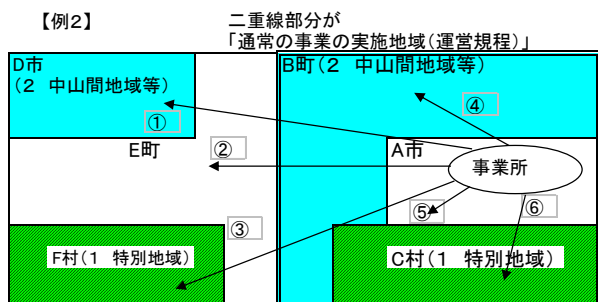 【例2】
二重線部分が
「通常の事業の実施地域(運営規程)」
D市
(2 中山間地域等)
B町(2 中山間地域等)
①
④
E町
②
A市
事業所
⑤
⑥
③
F村(1 特別地域)
C村(1 特別地域)